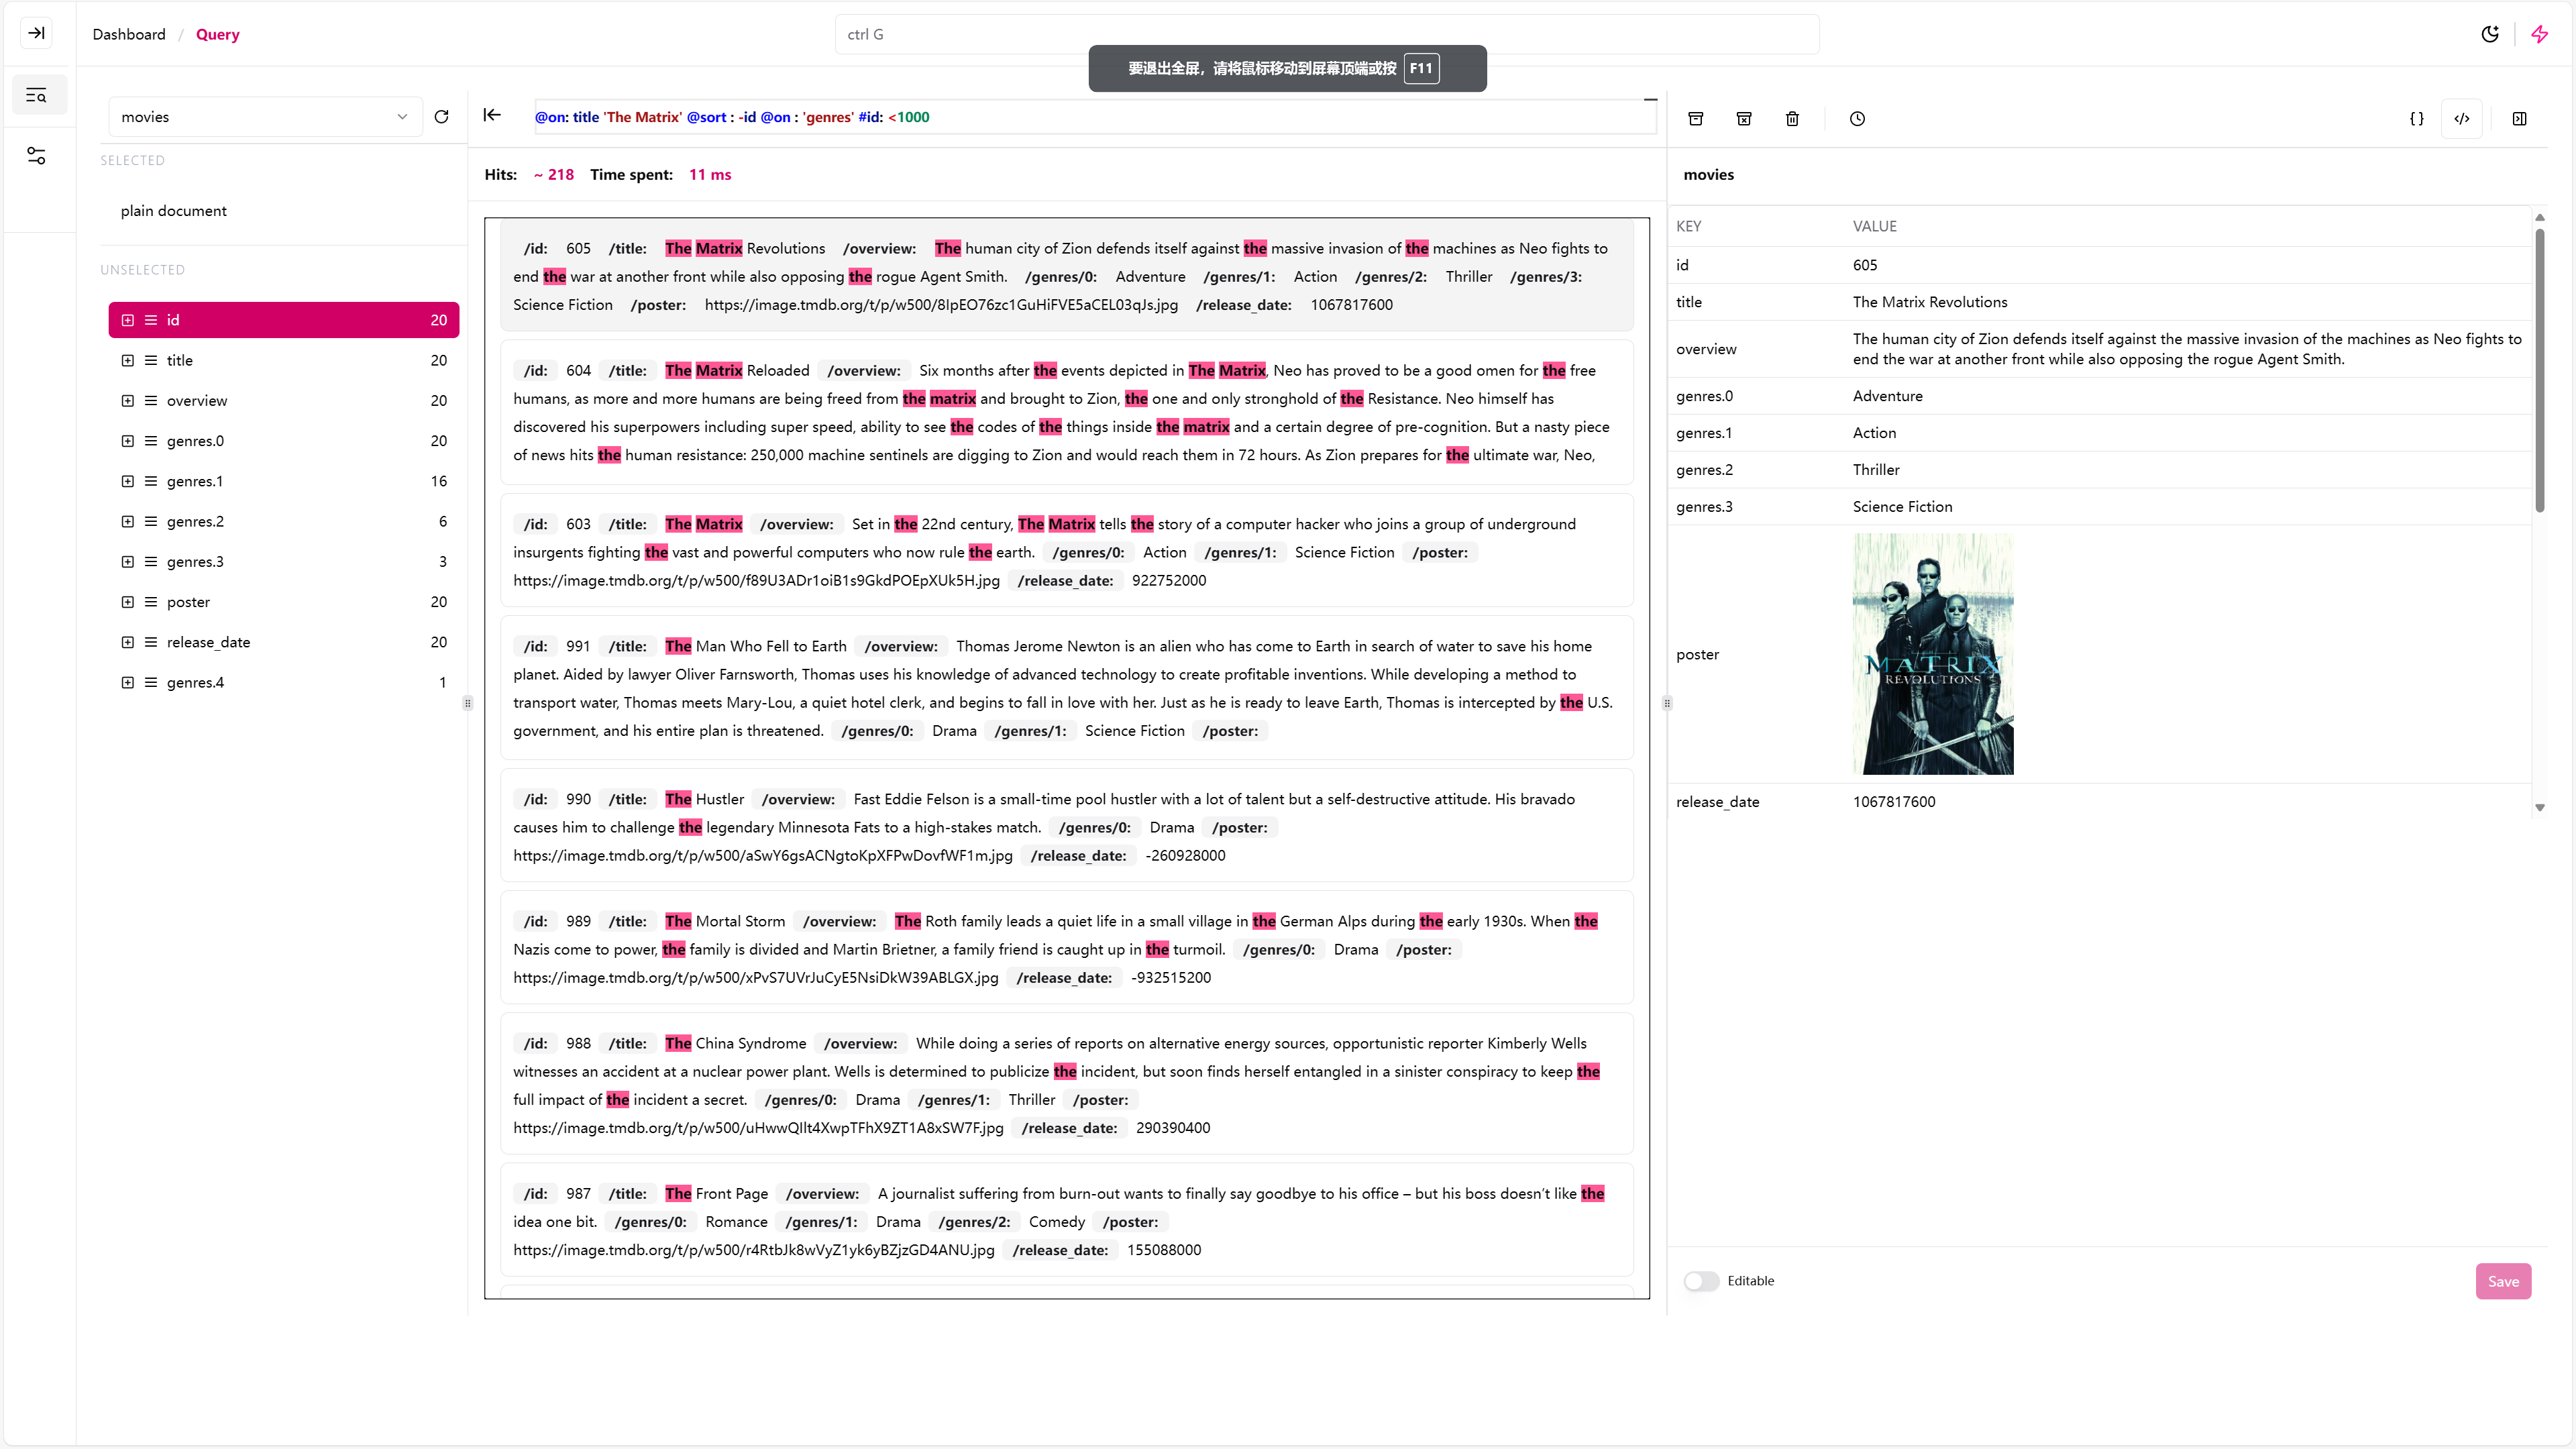 Dashboard / Query
ctrl G
要退出全屏，请将鼠标移动到屏幕顶端或按 F11
movies
SELECTED
plain document
UNSELECTED
id 20
title 20
overview 20
genres.0 20
genres.1 16
genres.2 6
genres.3 3
poster 20
release_date 20
genres.4 1
@on: title 'The Matrix' @sort : -id @on : 'genres' #id: <1000
Hits: ~ 218 Time spent: 11 ms
/id: 605 /title: The Matrix Revolutions /overview: The human city of Zion defends itself against the massive invasion of the machines as Neo fights to
end the war at another front while also opposing the rogue Agent Smith. /genres/0: Adventure /genres/1: Action /genres/2: Thriller /genres/3:
Science Fiction /poster: https://image.tmdb.org/t/p/w500/8IpEO76zc1GuHiFVE5aCEL03qJs.jpg /release_date: 1067817600
/id: 604 /title: The Matrix Reloaded /overview: Six months after the events depicted in The Matrix, Neo has proved to be a good omen for the free
humans, as more and more humans are being freed from the matrix and brought to Zion, the one and only stronghold of the Resistance. Neo himself has
discovered his superpowers including super speed, ability to see the codes of the things inside the matrix and a certain degree of pre-cognition. But a nasty piece
of news hits the human resistance: 250,000 machine sentinels are digging to Zion and would reach them in 72 hours. As Zion prepares for the ultimate war, Neo,
/id: 603 /title: The Matrix /overview: Set in the 22nd century, The Matrix tells the story of a computer hacker who joins a group of underground
insurgents fighting the vast and powerful computers who now rule the earth. /genres/0: Action /genres/1: Science Fiction /poster:
https://image.tmdb.org/t/p/w500/f89U3ADr1oiB1s9GkdPOEpXUk5H.jpg /release_date: 922752000
/id: 991 /title: The Man Who Fell to Earth /overview: Thomas Jerome Newton is an alien who has come to Earth in search of water to save his home
planet. Aided by lawyer Oliver Farnsworth, Thomas uses his knowledge of advanced technology to create profitable inventions. While developing a method to
transport water, Thomas meets Mary-Lou, a quiet hotel clerk, and begins to fall in love with her. Just as he is ready to leave Earth, Thomas is intercepted by the U.S.
government, and his entire plan is threatened. /genres/0: Drama /genres/1: Science Fiction /poster:
/id: 990 /title: The Hustler /overview: Fast Eddie Felson is a small-time pool hustler with a lot of talent but a self-destructive attitude. His bravado
causes him to challenge the legendary Minnesota Fats to a high-stakes match. /genres/0: Drama /poster:
https://image.tmdb.org/t/p/w500/aSwY6gsACNgtoKpXFPwDovfWF1m.jpg /release_date: -260928000
/id: 989 /title: The Mortal Storm /overview: The Roth family leads a quiet life in a small village in the German Alps during the early 1930s. When the
Nazis come to power, the family is divided and Martin Brietner, a family friend is caught up in the turmoil. /genres/0: Drama /poster:
https://image.tmdb.org/t/p/w500/xPvS7UVrJuCyE5NsiDkW39ABLGX.jpg /release_date: -932515200
/id: 988 /title: The China Syndrome /overview: While doing a series of reports on alternative energy sources, opportunistic reporter Kimberly Wells
witnesses an accident at a nuclear power plant. Wells is determined to publicize the incident, but soon finds herself entangled in a sinister conspiracy to keep the
full impact of the incident a secret. /genres/0: Drama /genres/1: Thriller /poster:
https://image.tmdb.org/t/p/w500/uHwwQIlt4XwpTFhX9ZT1A8xSW7F.jpg /release_date: 290390400
/id: 987 /title: The Front Page /overview: A journalist suffering from burn-out wants to finally say goodbye to his office – but his boss doesn’t like the
idea one bit. /genres/0: Romance /genres/1: Drama /genres/2: Comedy /poster:
https://image.tmdb.org/t/p/w500/r4RtbJk8wVyZ1yk6yBZjzGD4ANU.jpg /release_date: 155088000
movies
KEY VALUE
id 605
title The Matrix Revolutions
overview The human city of Zion defends itself against the massive invasion of the machines as Neo fights to
end the war at another front while also opposing the rogue Agent Smith.
genres.0 Adventure
genres.1 Action
genres.2 Thriller
genres.3 Science Fiction
poster
MATRIX
REVOLUTIONS
release_date 1067817600
Editable
Save